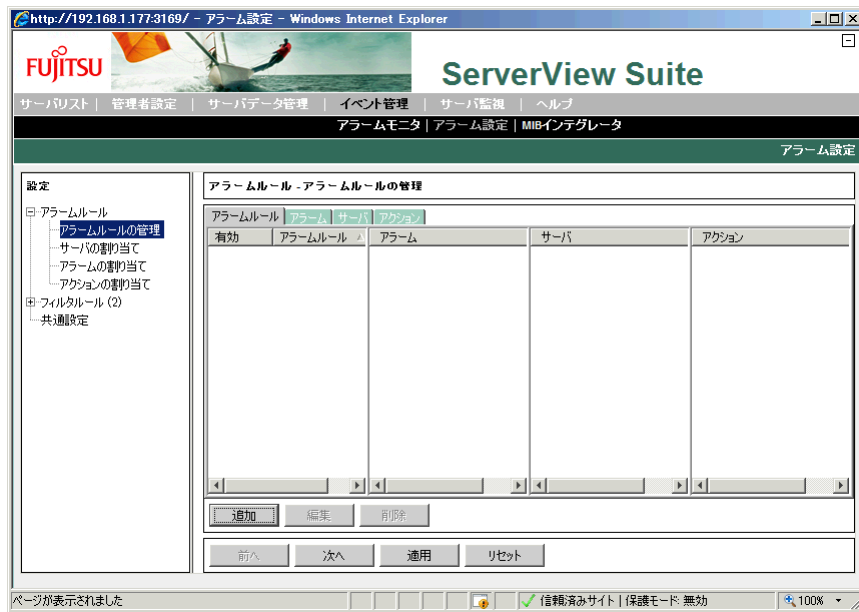 http://192.168.1.177:3169/ - アラーム設定 - Windows Internet Explorer
FUJITSU
ServerView Suite
サーバリスト | 管理者設定 | サーバデータ管理 | イベント管理 | サーバ監視 | ヘルプ
アラームモニタ | アラーム設定 | MIBインテグレータ
アラーム設定
設定
アラームルール
アラームルールの管理
サーバの割り当て
アラームの割り当て
アクションの割り当て
フィルタルール (2)
共通設定
アラームルール - アラームルールの管理
アラームルール アラーム サーバ アクション
有効 アラームルール アラーム サーバ アクション
追加 編集 削除
前へ 次へ 適用 リセット
ページが表示されました 信頼済みサイト | 保護モード: 無効 100%